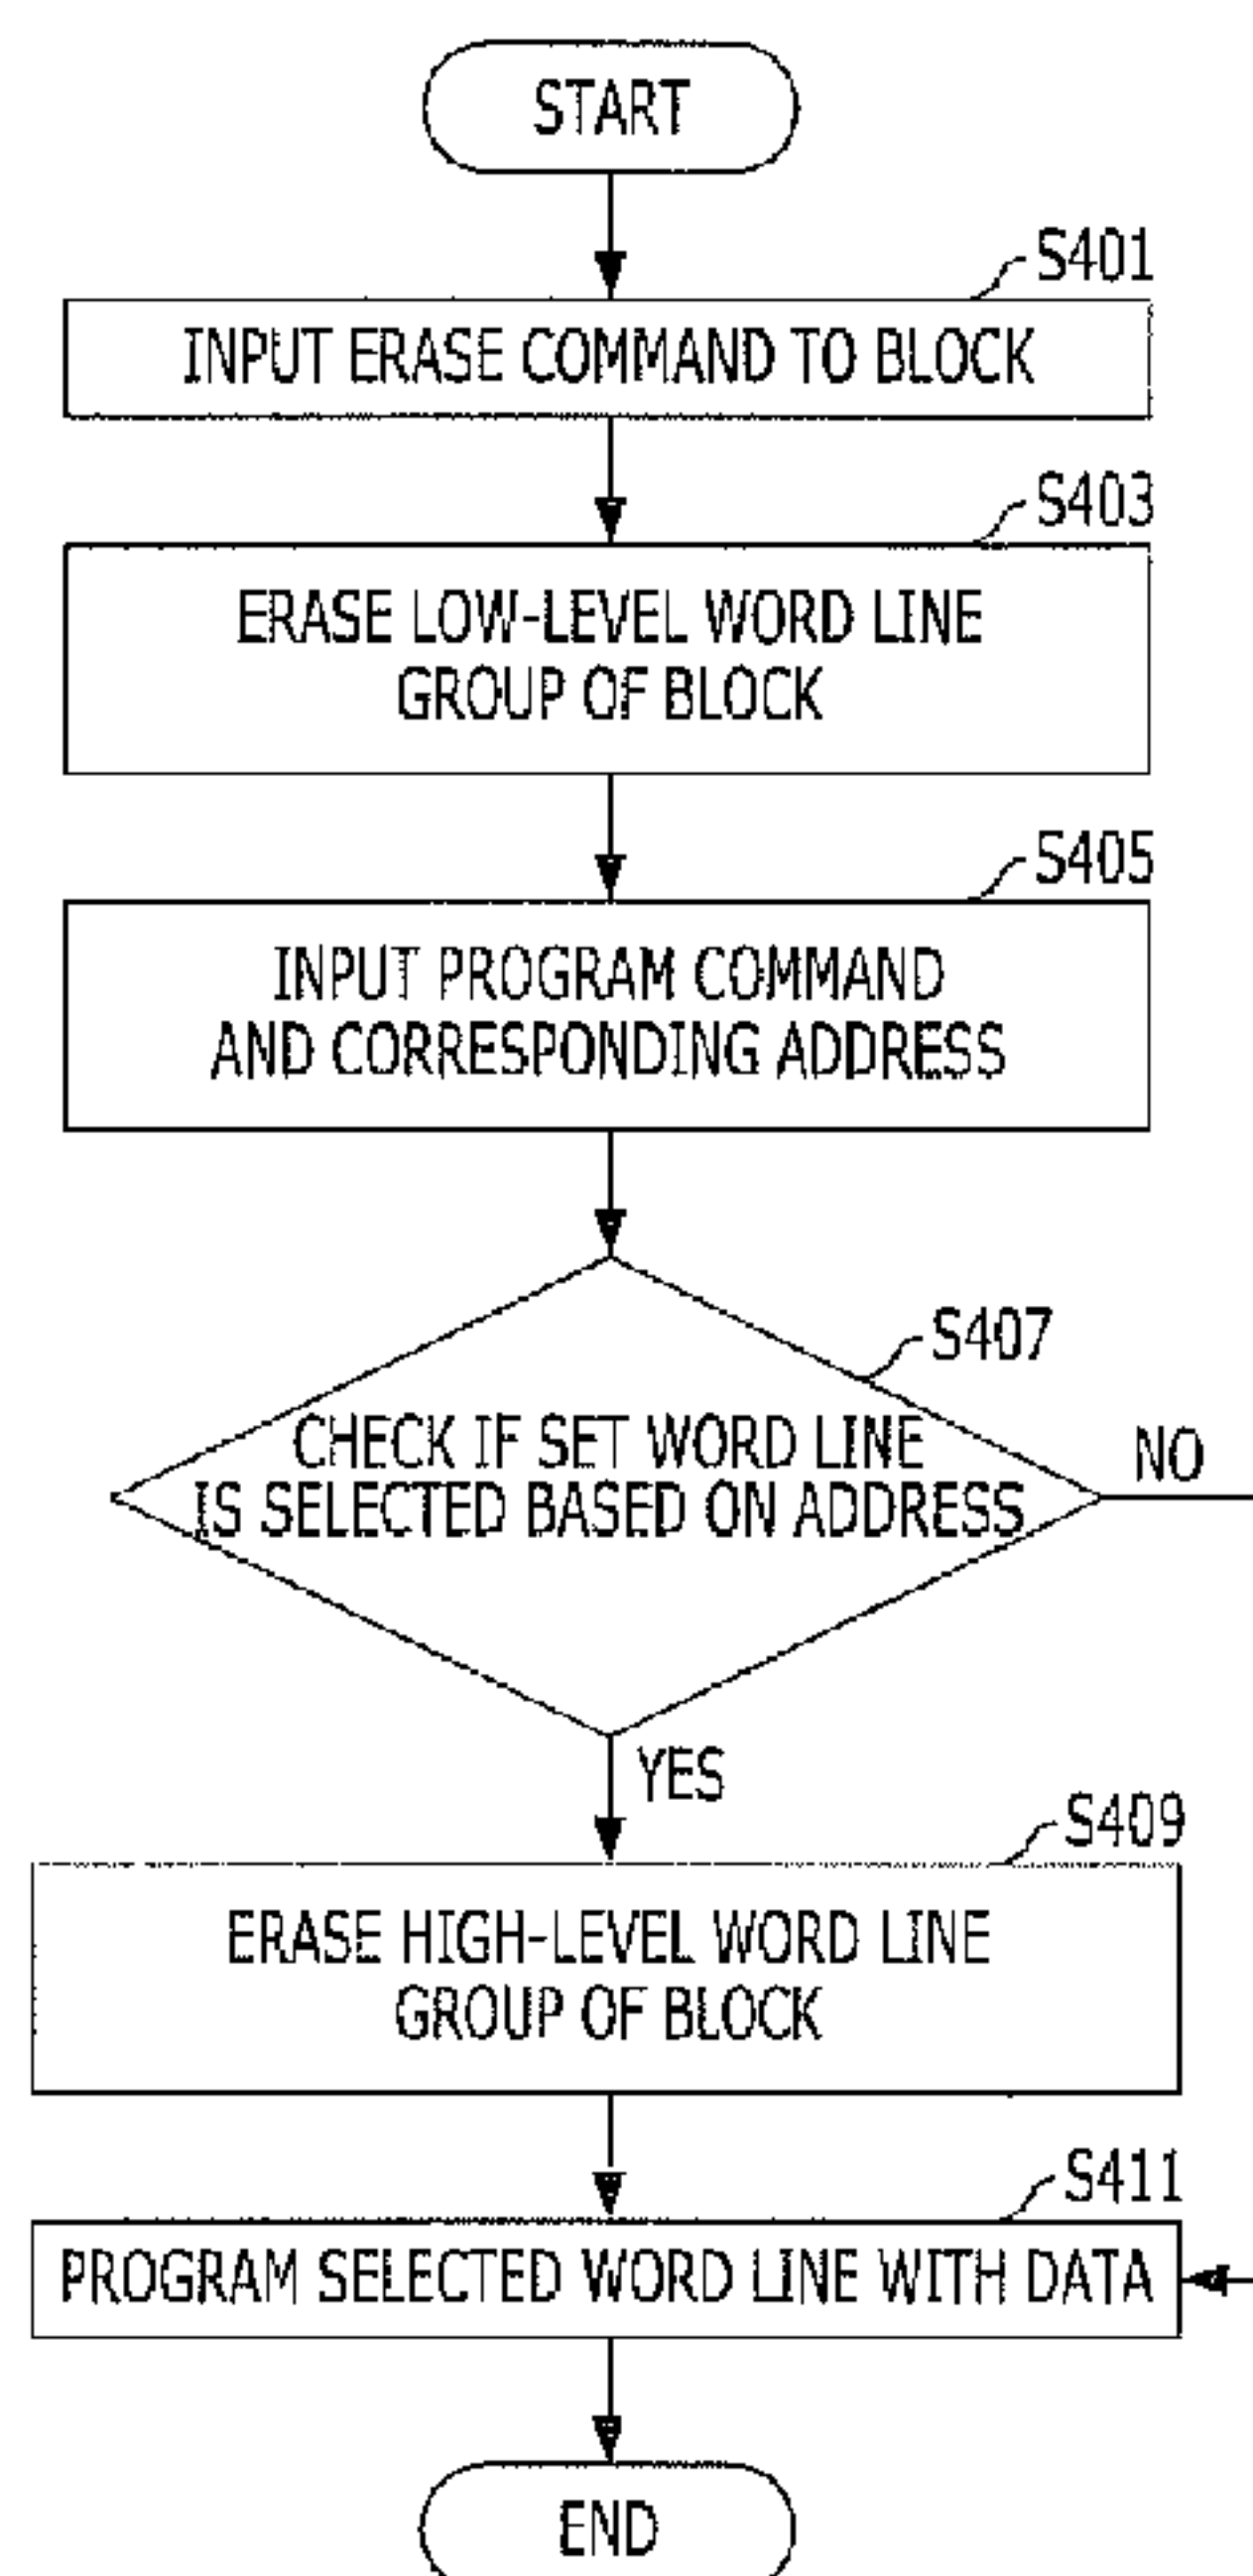 START
S401
INPUT ERASE COMMAND TO BLOCK
S403
ERASE LOW-LEVEL WORD LINE
GROUP OF BLOCK
S405
INPUT PROGRAM COMMAND
AND CORRESPONDING ADDRESS
S407
CHECK IF SET WORD LINE
IS SELECTED BASED ON ADDRESS
NO
YES
S409
ERASE HIGH-LEVEL WORD LINE
GROUP OF BLOCK
S411
PROGRAM SELECTED WORD LINE WITH DATA
END